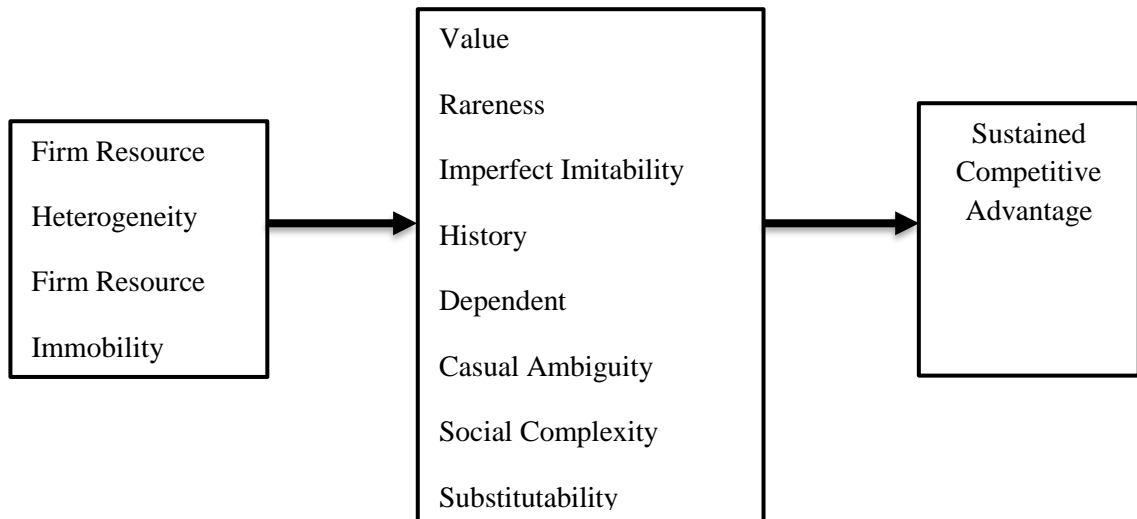 Firm Resource
Heterogeneity
Firm Resource
Immobility
Value
Rareness
Imperfect Imitability
History
Dependent
Casual Ambiguity
Social Complexity
Substitutability
Sustained
Competitive
Advantage